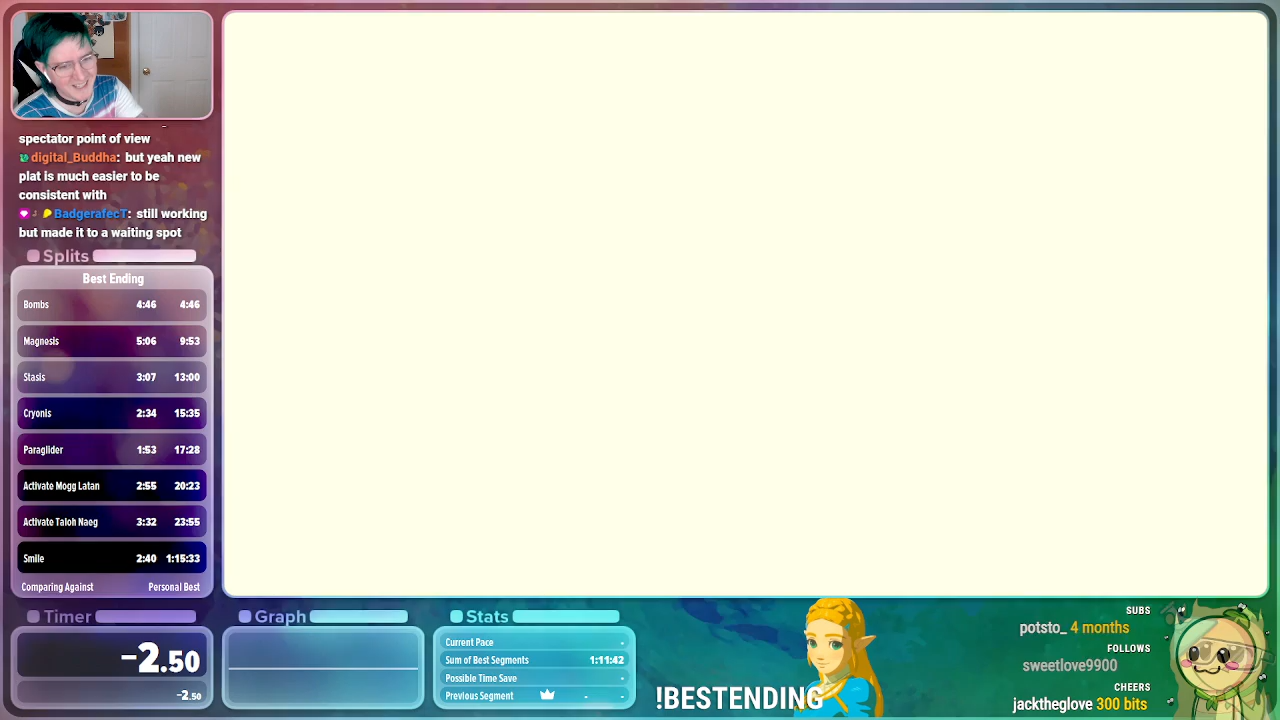 spectator point of view
digital_Buddha: but yeah new
plat is much easier to be
consistent with
BadgerafecT: still working
but made it to a waiting spot
Splits
Best Ending
Bombs 4:46 4:46
Magnesis 5:06 9:53
Stasis 3:07 13:00
Cryonis 2:34 15:35
Paraglider 1:53 17:28
Activate Mogg Latan 2:55 20:23
Activate Taloh Naeg 3:32 23:55
Smile 2:40 1:15:33
Comparing Against Personal Best
Timer
-2.50
-2.50
Graph
Stats
Current Pace -
Sum of Best Segments 1:11:42
Possible Time Save -
Previous Segment - -
!BESTENDING
SUBS
potsto_ 4 months
FOLLOWS
sweetlove9900
CHEERS
jacktheglove 300 bits